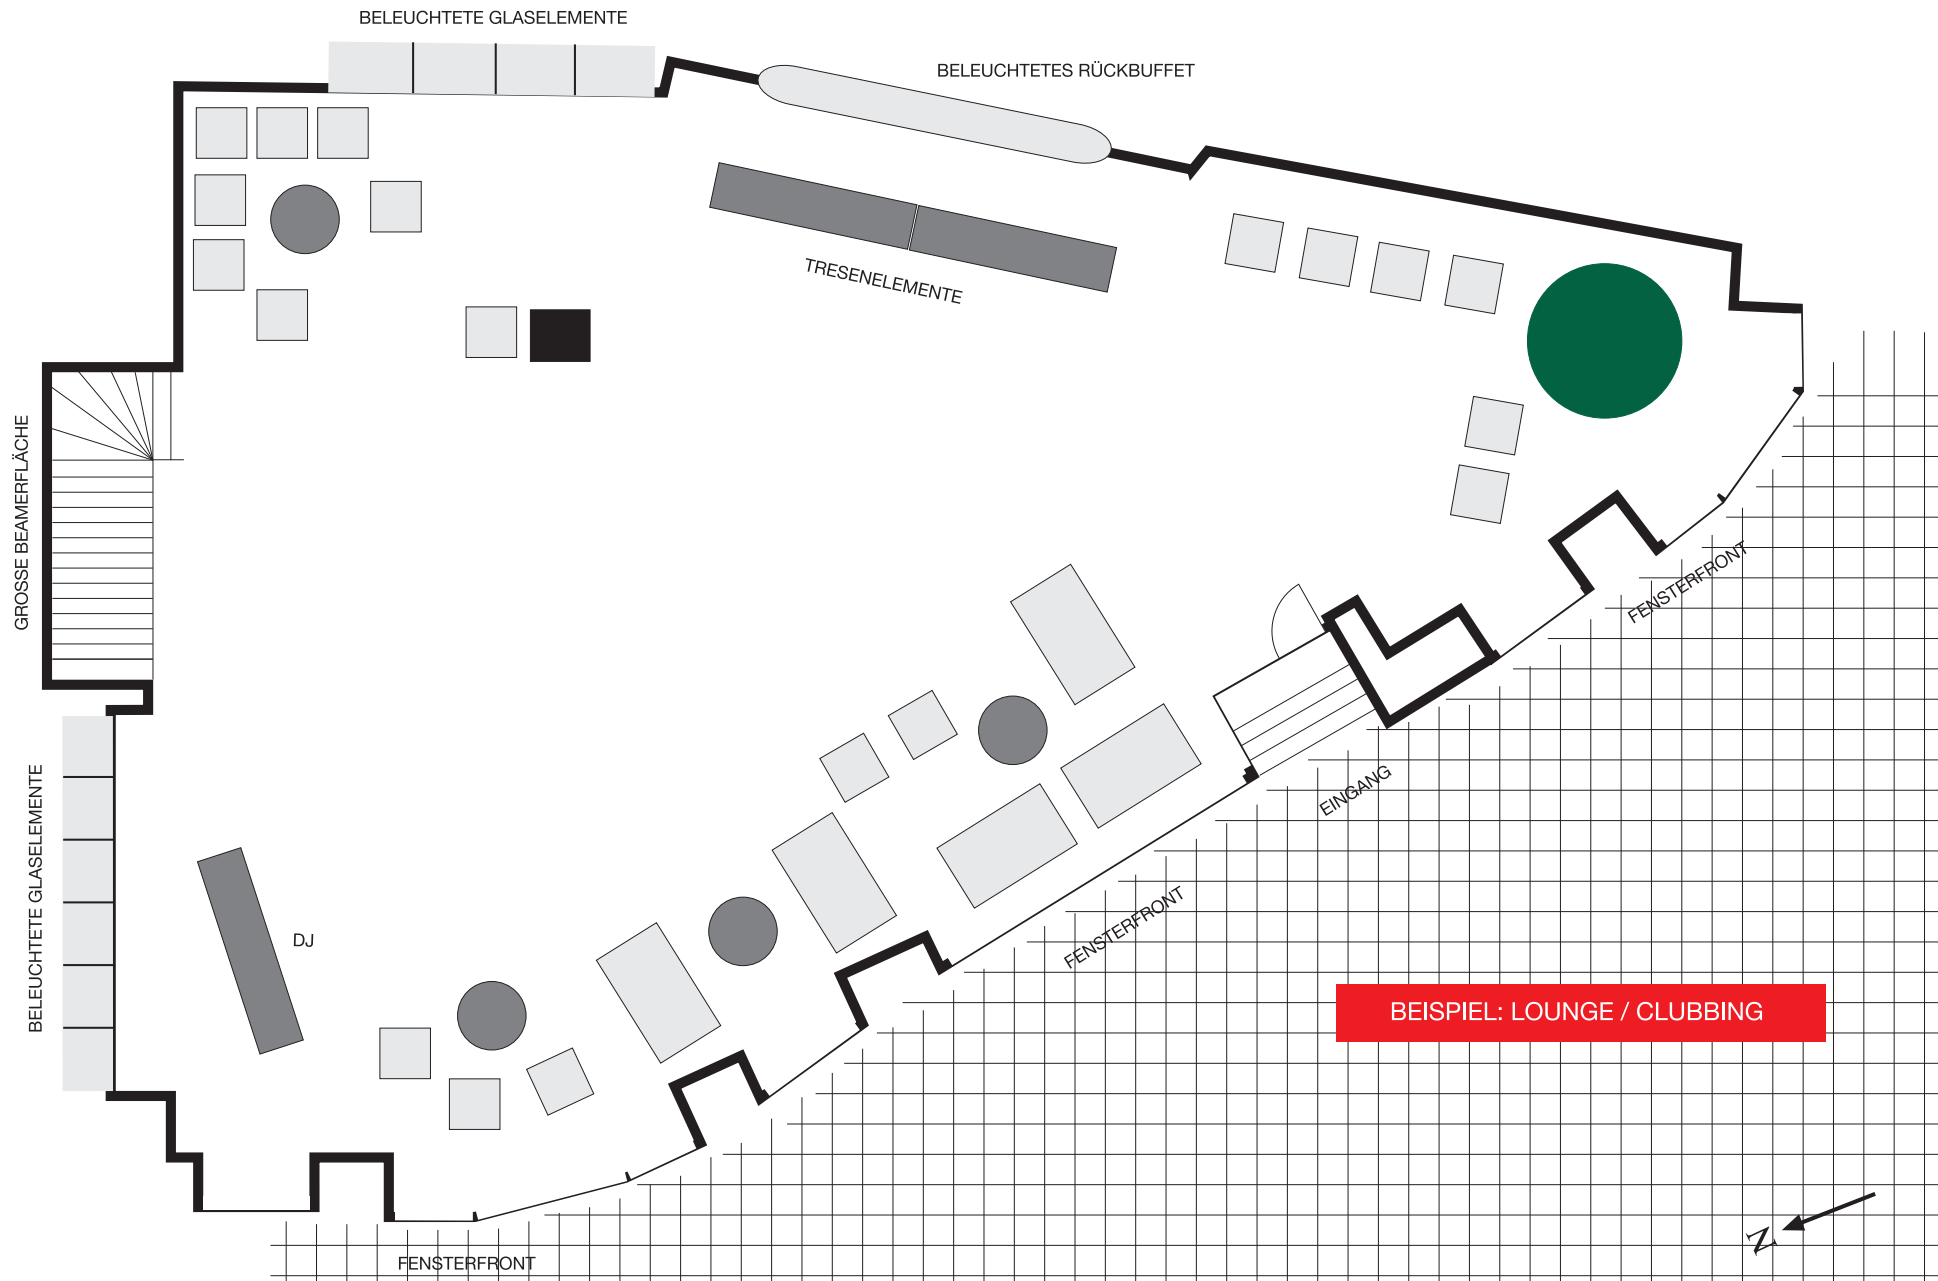 BELEUCHTETE GLASELEMENTE
BELEUCHTETES RÜCKBUFFET
TRESENELEMENTE
GROSSE BEAMERFLÄCHE
FENSTERFRONT
EINGANG
BELEUCHTETE GLASELEMENTE
FENSTERFRONT
DJ
BEISPIEL: LOUNGE / CLUBBING
N
FENSTERFRONT